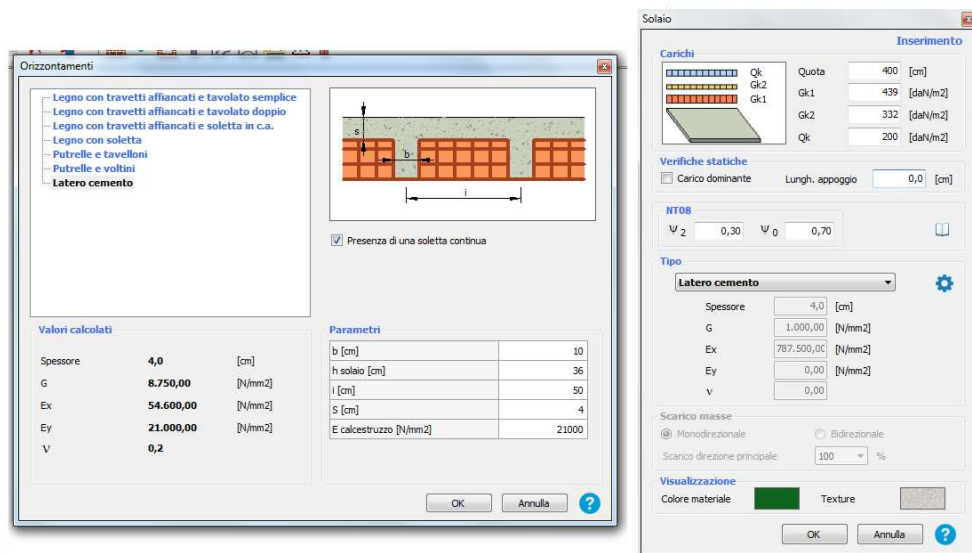 Orizzontamenti
Legno con travetti affiancati e tavolato semplice
Legno con travetti affiancati e tavolato doppio
Legno con travetti affiancati e soletta in c.a.
Legno con soletta
Putrelle e tavelloni
Putrelle e voltini
Latero cemento
s
b
i
Presenza di una soletta continua
Valori calcolati
Spessore 4,0 [cm]
G 8.750,00 [N/mm2]
Ex 54.600,00 [N/mm2]
Ey 21.000,00 [N/mm2]
ν 0,2
Parametri
b [cm] 10
h solaio [cm] 36
i [cm] 50
S [cm] 4
E calcestruzzo [N/mm2] 21000
OK Annulla ?
Solaio
Inserimento
Carichi
Qk
Gk2
Gk1
Quota 400 [cm]
Gk1 439 [daN/m2]
Gk2 332 [daN/m2]
Qk 200 [daN/m2]
Verifiche statiche
Carico dominante Lungh. appoggio 0,0 [cm]
NT08
Ψ 2 0,30 Ψ 0 0,70
Tipo
Latero cemento
Spessore 4,0 [cm]
G 1.000,00 [N/mm2]
Ex 787.500,00 [N/mm2]
Ey 0,00 [N/mm2]
ν 0,00
Scarico masse
Monodirezionale Bidirezionale
Scarico direzione principale 100 %
Visualizzazione
Colore materiale Texture
OK Annulla ?